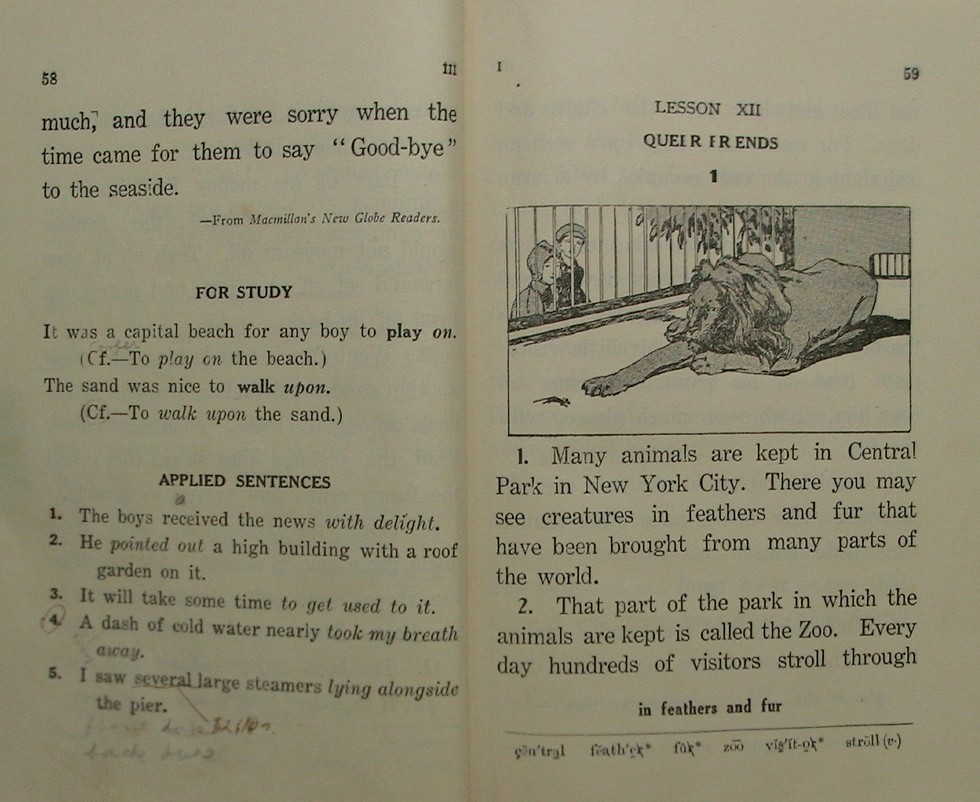 58
III
much, and they were sorry when the
time came for them to say "Good-bye"
to the seaside.
—From Macmillan's New Globe Readers.
FOR STUDY
It was a capital beach for any boy to play on.
(Cf.—To play on the beach.)
The sand was nice to walk upon.
(Cf.—To walk upon the sand.)
APPLIED SENTENCES
1. The boys received the news with delight.
2. He pointed out a high building with a roof
garden on it.
3. It will take some time to get used to it.
4. A dash of cold water nearly took my breath
away.
5. I saw several large steamers lying alongside
the pier.
I
59
LESSON XII
QUEER FRIENDS
1
1. Many animals are kept in Central
Park in New York City. There you may
see creatures in feathers and fur that
have been brought from many parts of
the world.
2. That part of the park in which the
animals are kept is called the Zoo. Every
day hundreds of visitors stroll through
in feathers and fur
zōō strōll (v.)